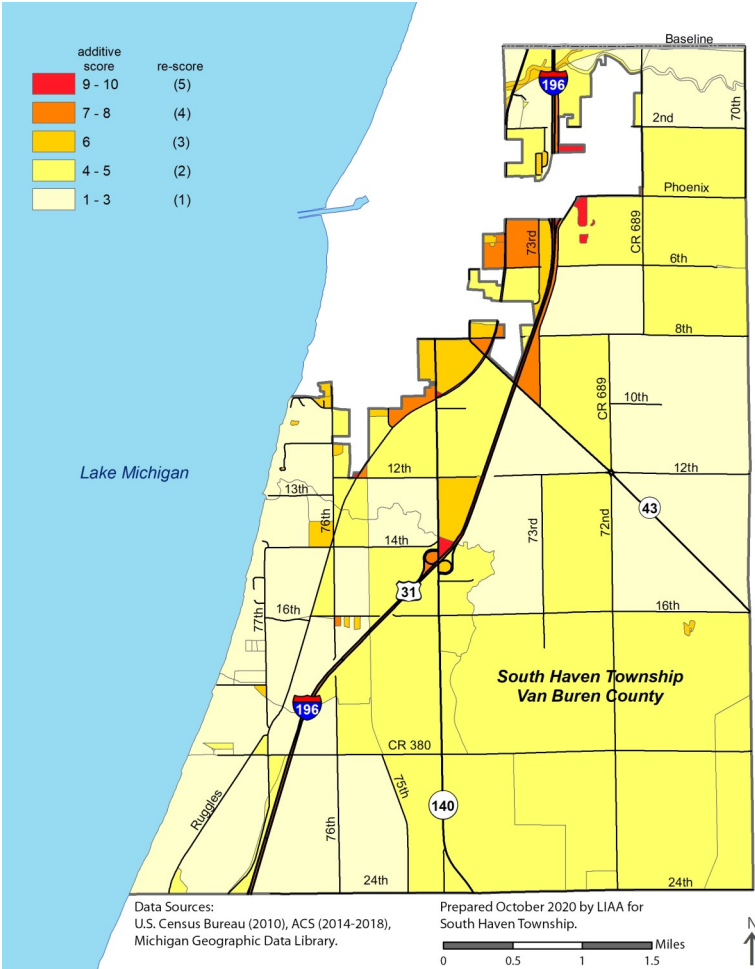 additive score re-score
9 - 10 (5)
7 - 8 (4)
6 (3)
4 - 5 (2)
1 - 3 (1)
Baseline
196
70th
2nd
Phoenix
73rd
CR 689
6th
8th
CR 689
10th
Lake Michigan
12th
12th
13th
76th
43
73rd
72nd
14th
31
77th
16th
16th
South Haven Township
Van Buren County
196
CR 380
Ruggles
75th
140
76th
24th
24th
Data Sources:
U.S. Census Bureau (2010), ACS (2014-2018),
Michigan Geographic Data Library.
Prepared October 2020 by LIAA for
South Haven Township.
N
Miles
0 0.5 1 1.5